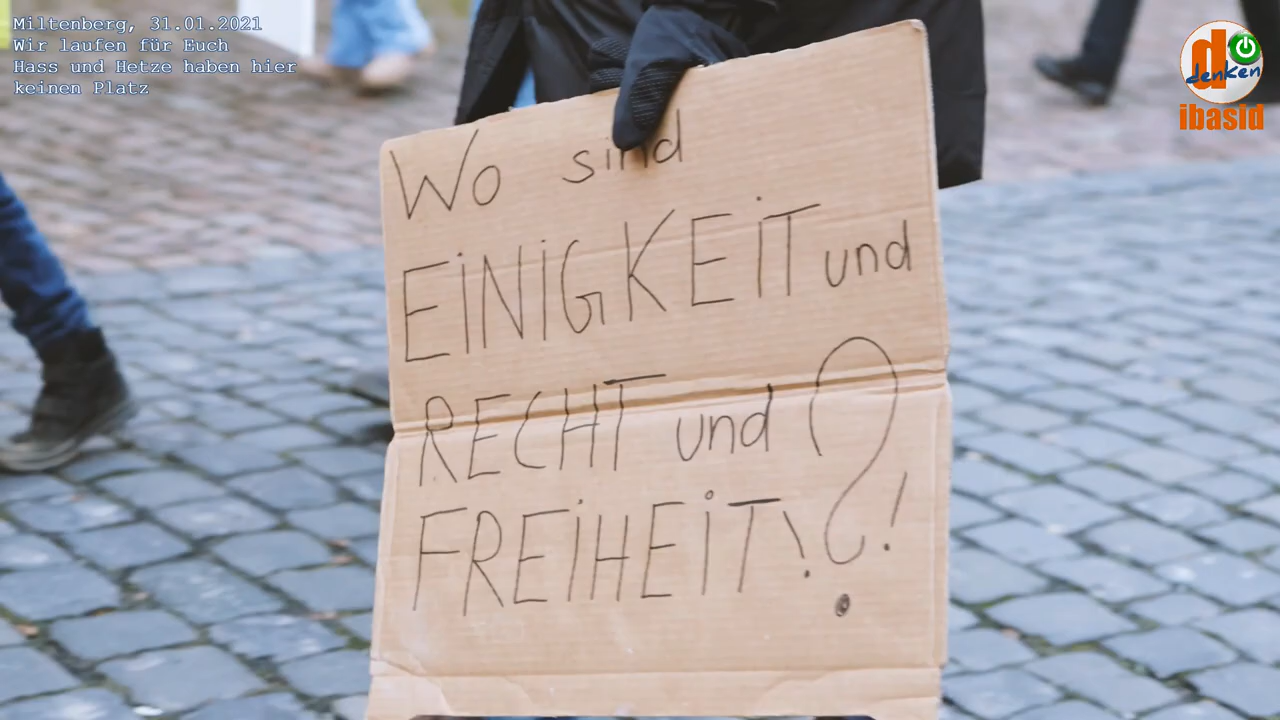 Miltenberg, 31.01.2021
Wir laufen für Euch
Hass und Hetze haben hier
keinen Platz
d
denken
ibasid
Wo sind
EINIGKEIT und
RECHT und
FREIHEIT!?!